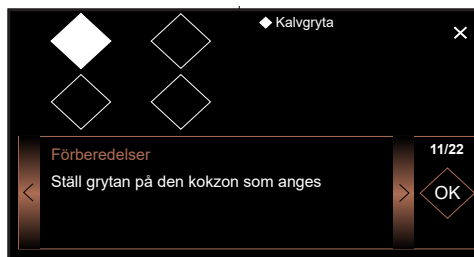 Kalvgryta
Förberedelser
11/22
Ställ grytan på den kokzon som anges
OK